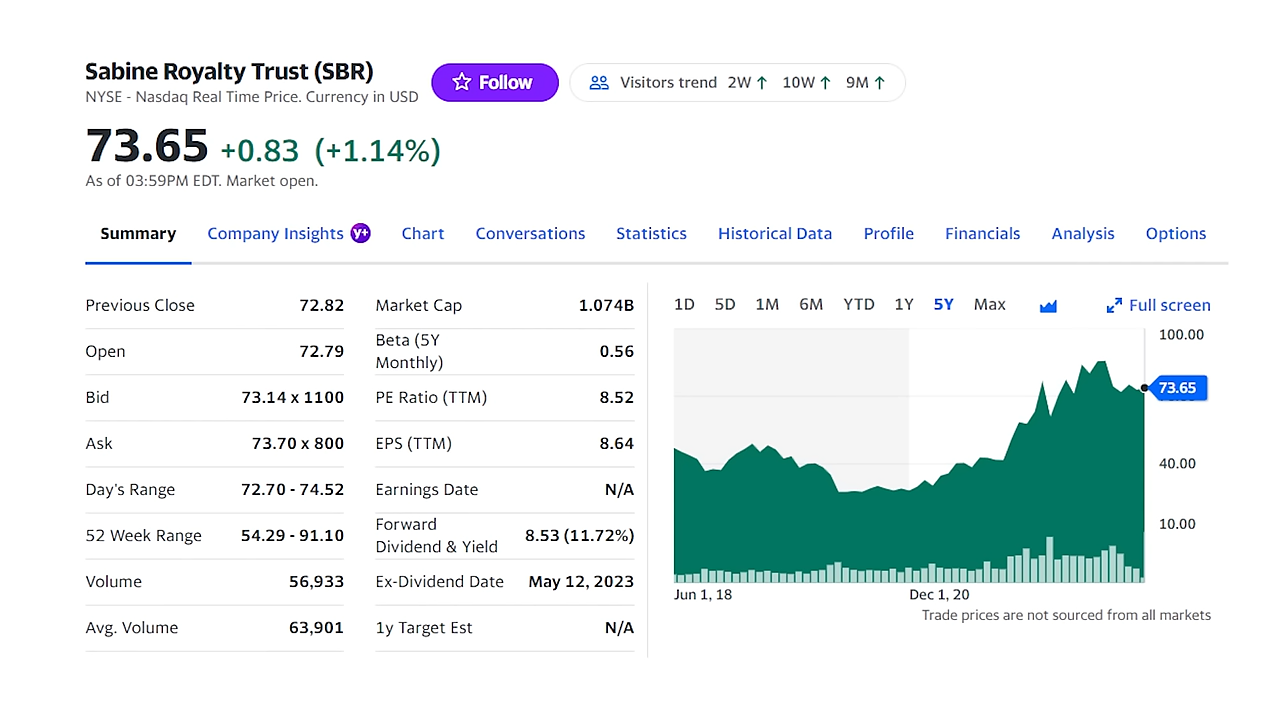 Sabine Royalty Trust (SBR)
NYSE - Nasdaq Real Time Price. Currency in USD
Follow
Visitors trend 2W ↑ 10W ↑ 9M ↑
73.65 +0.83 (+1.14%)
As of 03:59PM EDT. Market open.
Summary Company Insights y+ Chart Conversations Statistics Historical Data Profile Financials Analysis Options
Previous Close 72.82
Open 72.79
Bid 73.14 x 1100
Ask 73.70 x 800
Day's Range 72.70 - 74.52
52 Week Range 54.29 - 91.10
Volume 56,933
Avg. Volume 63,901
Market Cap 1.074B
Beta (5Y
Monthly) 0.56
PE Ratio (TTM) 8.52
EPS (TTM) 8.64
Earnings Date N/A
Forward
Dividend & Yield 8.53 (11.72%)
Ex-Dividend Date May 12, 2023
1y Target Est N/A
1D 5D 1M 6M YTD 1Y 5Y Max Full screen
100.00
73.65
40.00
10.00
Jun 1, 18 Dec 1, 20
Trade prices are not sourced from all markets